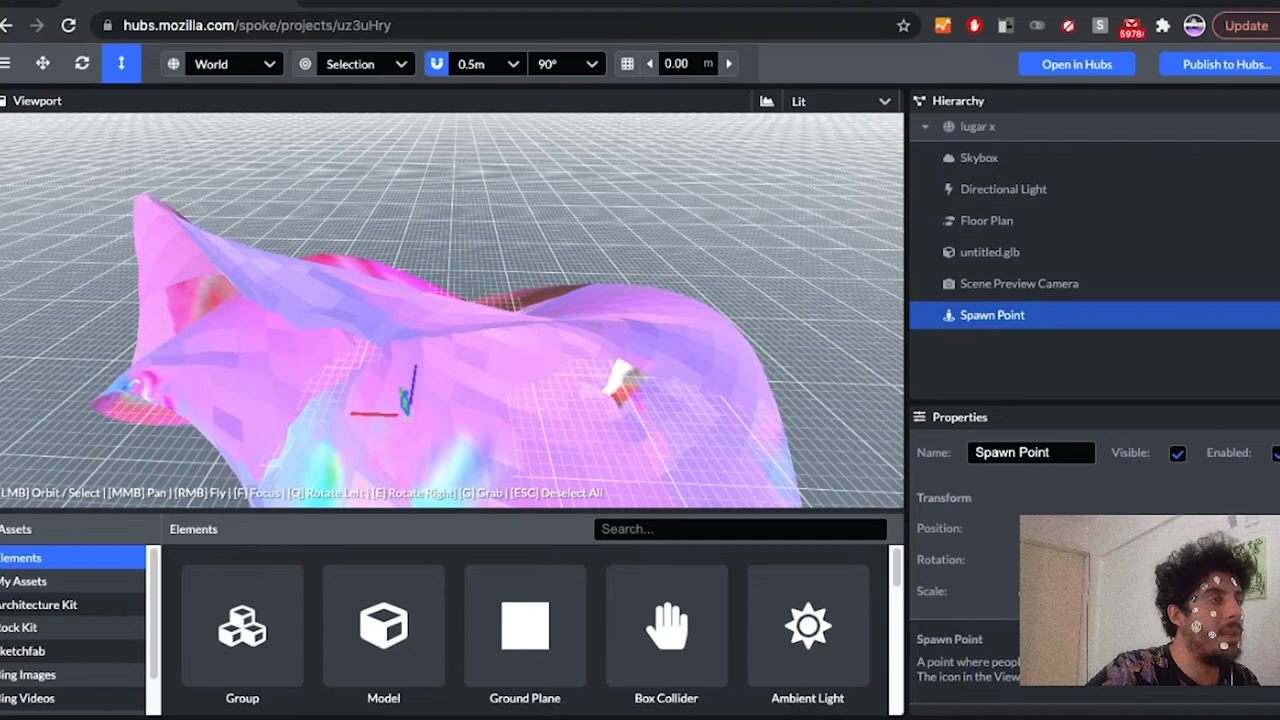 hubs.mozilla.com/spoke/projects/uz3uHry
S
5978
Update
World
Selection
0.5m
90°
0.00 m
Open in Hubs
Publish to Hubs...
Viewport
Lit
Hierarchy
lugar x
Skybox
Directional Light
Floor Plan
untitled.glb
Scene Preview Camera
Spawn Point
Properties
Name: Spawn Point Visible: Enabled:
Transform
Position:
Rotation:
Scale:
Spawn Point
A point where peopl
The icon in the View
LMB] Orbit / Select | [MMB] Pan | [RMB] Fly | [F] Focus | [Q] Rotate Left | [E] Rotate Right | [G] Grab | [ESC] Deselect All
Assets
Elements
Search...
lements
My Assets
Architecture Kit
Rock Kit
ketchfab
ing Images
ing Videos
Group
Model
Ground Plane
Box Collider
Ambient Light